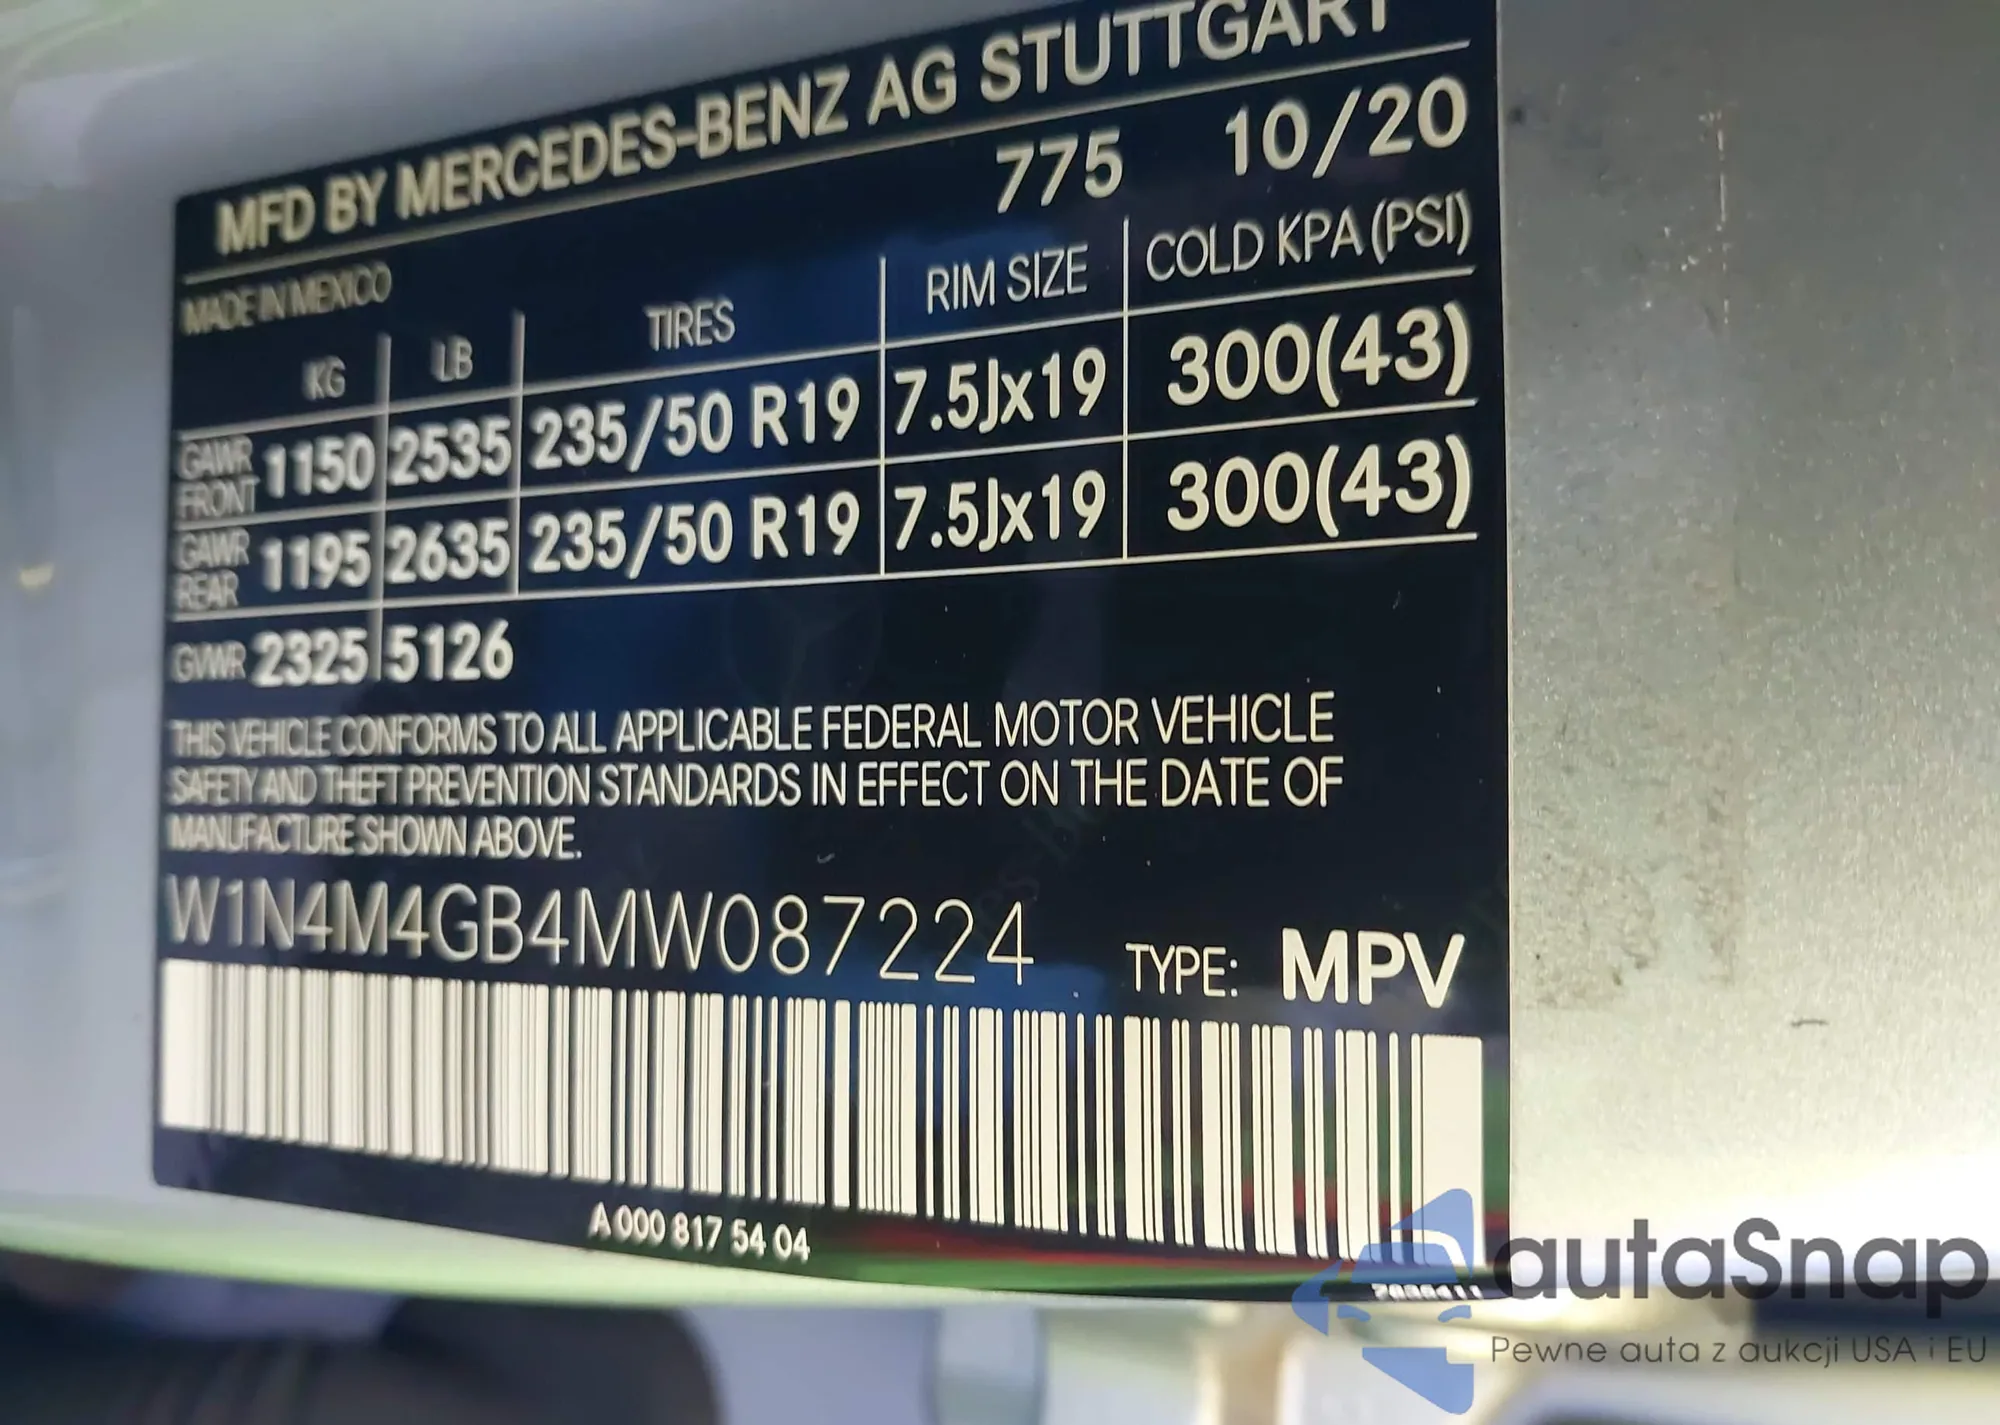 MFD BY MERCEDES-BENZ AG STUTTGART
775 10/20
MADE IN MEXICO
KG LB TIRES RIM SIZE COLD KPA (PSI)
GAWR FRONT 1150 2535 235/50 R19 7.5Jx19 300(43)
GAWR REAR 1195 2635 235/50 R19 7.5Jx19 300(43)
GVWR 2325 5126
THIS VEHICLE CONFORMS TO ALL APPLICABLE FEDERAL MOTOR VEHICLE
SAFETY AND THEFT PREVENTION STANDARDS IN EFFECT ON THE DATE OF
MANUFACTURE SHOWN ABOVE.
W1N4M4GB4MW087224 TYPE: MPV
A 000 817 54 04
autaSnap
Pewne auta z aukcji USA i EU